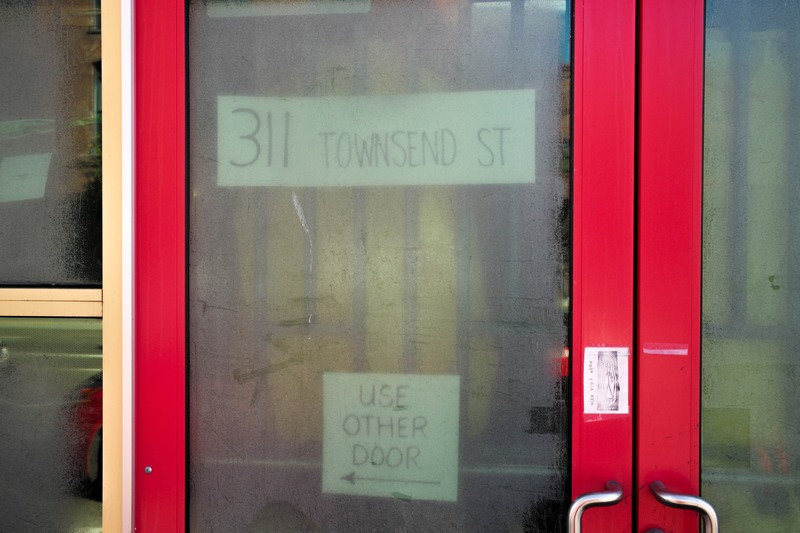 311 TOWNSEND ST
USE
OTHER
DOOR